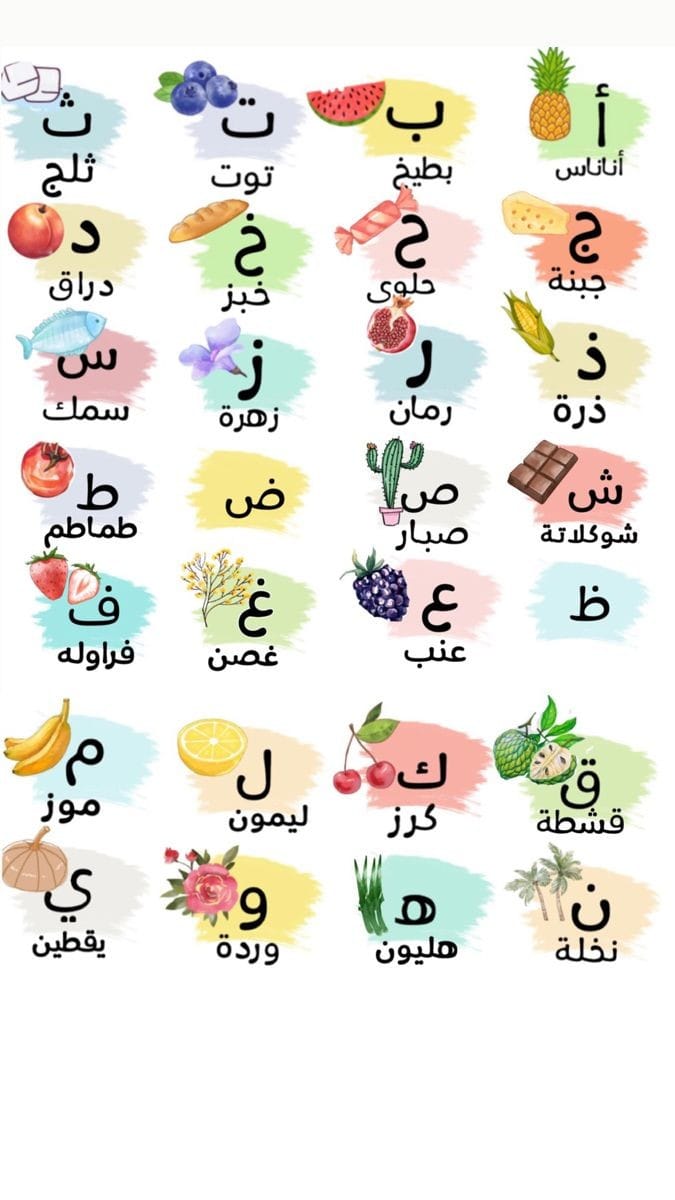 أ ب ت ث
أناناس بطيخ توت ثلج
ج ح خ د
جبنة حلوى خبز دراق
ذ ر ز س
ذرة رمان زهرة سمك
ش ص ض ط
شوكلاتة صبار طماطم
ظ ع غ ف
عنب غصن فراوله
ق ك ل م
قشطة كرز ليمون موز
ن ه و ي
نخلة هليون وردة يقطين